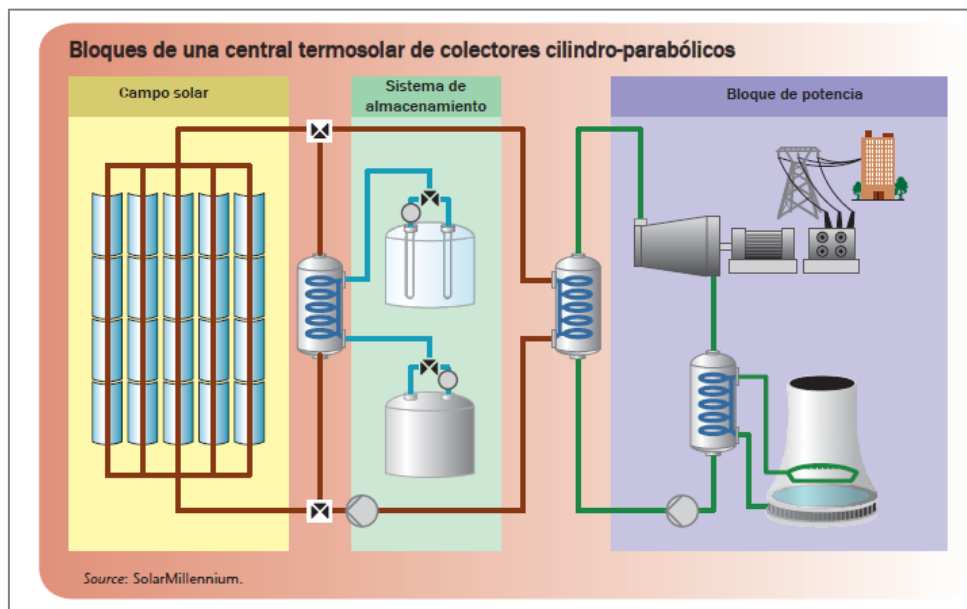 Bloques de una central termosolar de colectores cilindro-parabólicos
Campo solar
Sistema de
almacenamiento
Bloque de potencia
Source: SolarMillennium.